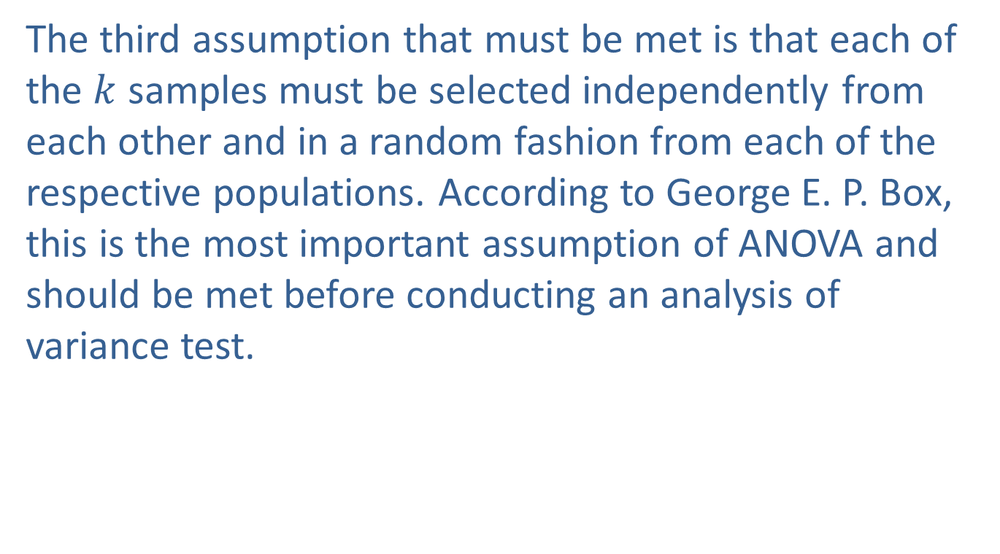 The third assumption that must be met is that each of
the k samples must be selected independently from
each other and in a random fashion from each of the
respective populations. According to George E. P. Box,
this is the most important assumption of ANOVA and
should be met before conducting an analysis of
variance test.